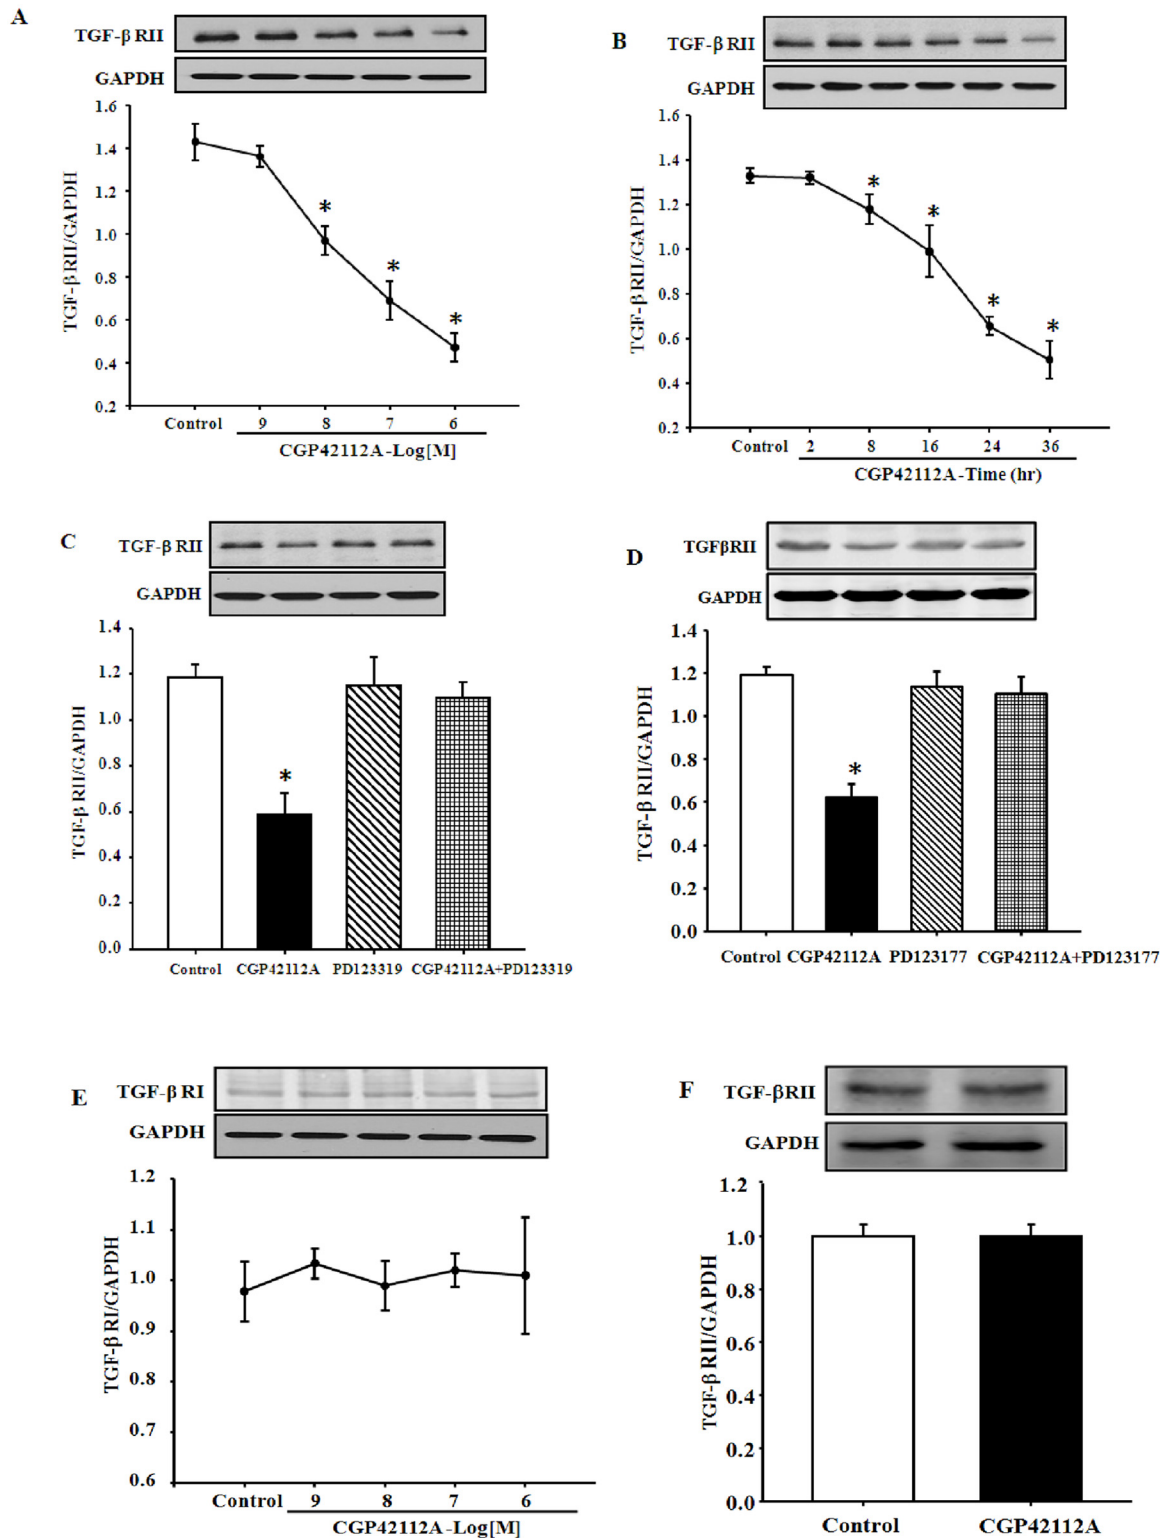 A
TGF-β RII
GAPDH
1.6
1.4
1.2
1.0
0.8
0.6
0.4
0.2
TGF-β RII/GAPDH
*
*
*
Control 9 8 7 6
CGP42112A-Log[M]
B
TGF-β RII
GAPDH
1.6
1.4
1.2
1.0
0.8
0.6
0.4
0.2
TGF-β RII/GAPDH
*
*
*
*
Control 2 8 16 24 36
CGP42112A-Time (hr)
C
TGF-β RII
GAPDH
1.4
1.2
1.0
0.8
0.6
0.4
0.2
0.0
TGF-β RII/GAPDH
*
Control CGP42112A PD123319 CGP42112A+PD123319
D
TGFβRII
GAPDH
1.4
1.2
1.0
0.8
0.6
0.4
0.2
0.0
TGF-β RII/GAPDH
*
Control CGP42112A PD123177 CGP42112A+PD123177
E
TGF-β RI
GAPDH
1.2
1.1
1.0
0.9
0.8
0.7
0.6
TGF-β RI/GAPDH
Control 9 8 7 6
CGP42112A-Log[M]
F
TGF-βRII
GAPDH
1.2
1.0
0.8
0.6
0.4
0.2
0.0
TGF-β RII/GAPDH
Control CGP42112A